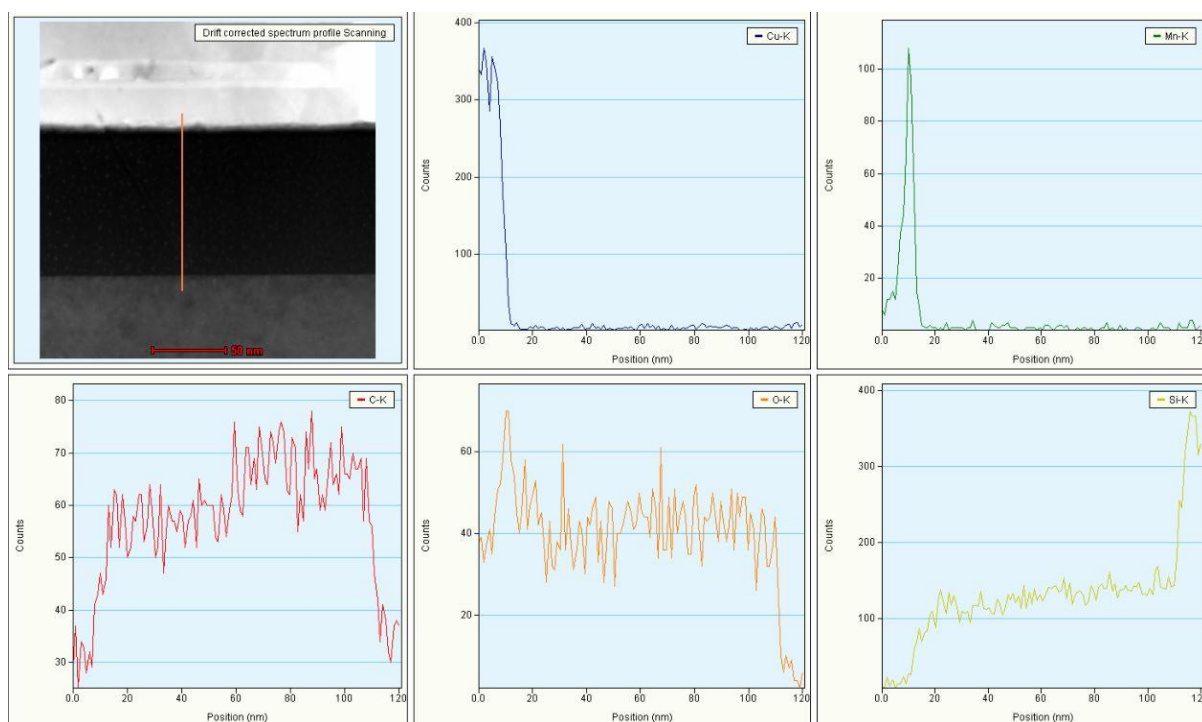 Drift corrected spectrum profile Scanning
50 nm
Cu-K
Counts
400
300
200
100
0.0 20 40 60 80 100 120
Position (nm)
Mn-K
Counts
100
80
60
40
20
0.0 20 40 60 80 100 120
Position (nm)
C-K
Counts
80
70
60
50
40
30
0.0 20 40 60 80 100 120
Position (nm)
O-K
Counts
60
40
20
0.0 20 40 60 80 100 120
Position (nm)
Si-K
Counts
400
300
200
100
0.0 20 40 60 80 100 120
Position (nm)